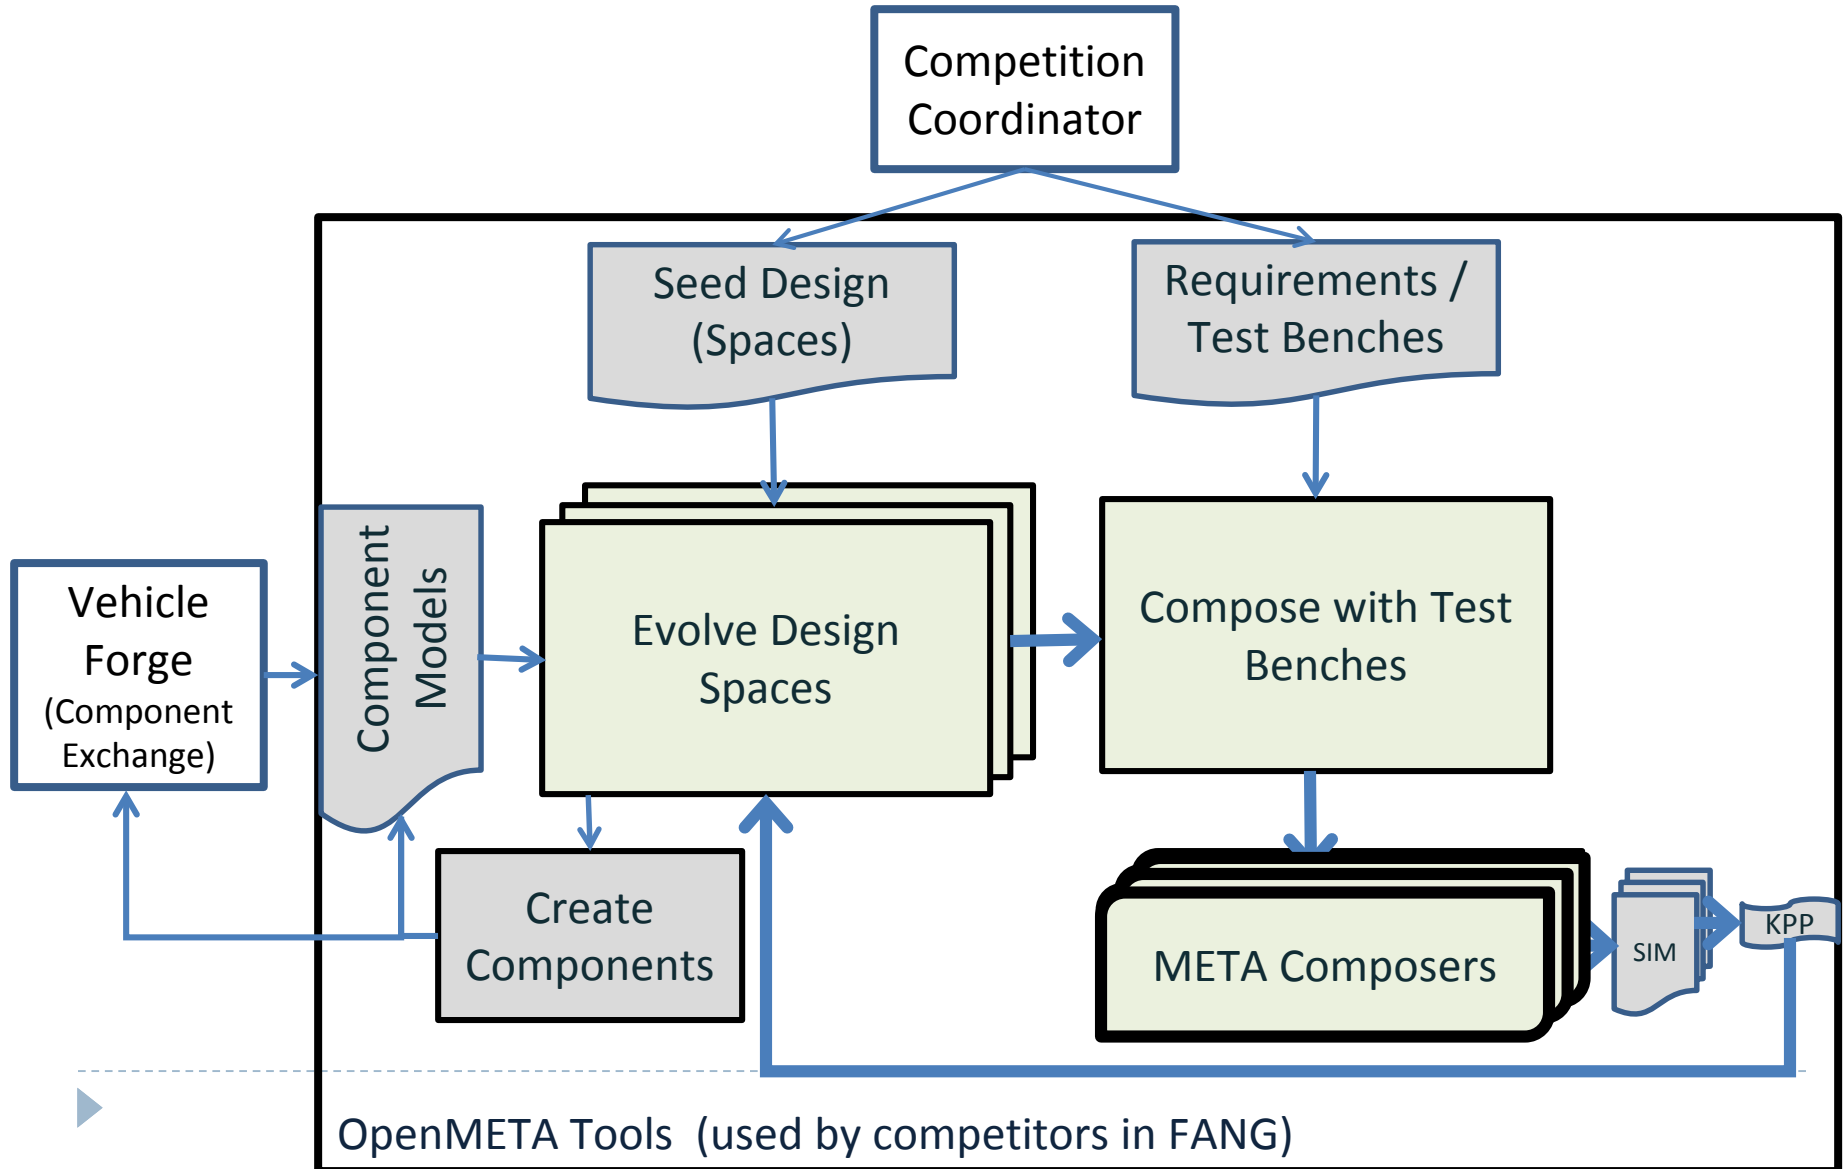 Competition
Coordinator
Seed Design
(Spaces)
Requirements /
Test Benches
Component
Models
Vehicle
Forge
(Component
Exchange)
Evolve Design
Spaces
Compose with Test
Benches
Create
Components
META Composers
SIM
KPP
OpenMETA Tools  (used by competitors in FANG)